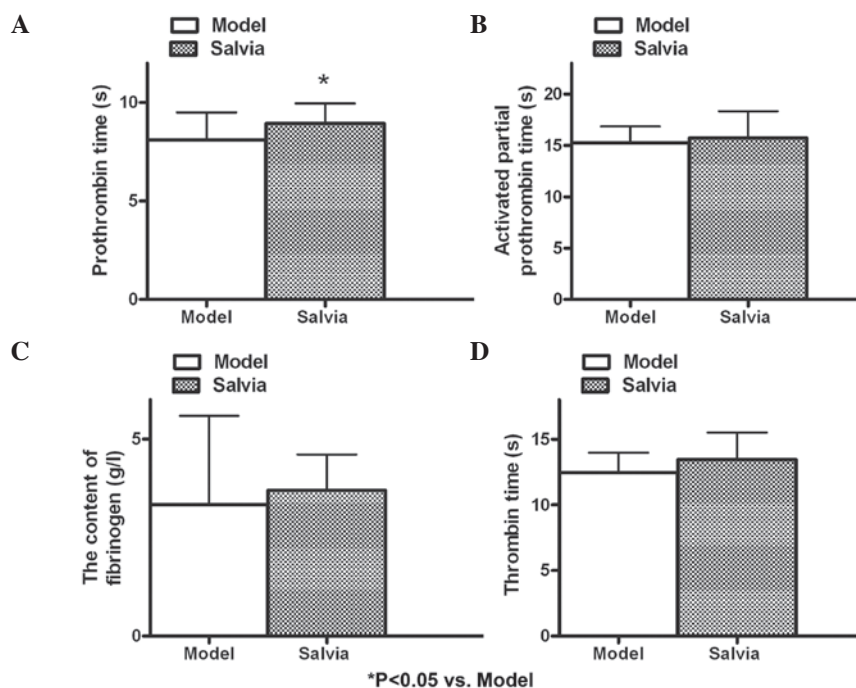 A
Model
Salvia
*
Prothrombin time (s)
10
5
0
Model
Salvia
B
Model
Salvia
Activated partial
prothrombin time (s)
20
15
10
5
0
Model
Salvia
C
Model
Salvia
The content of
fibrinogen (g/l)
5
0
Model
Salvia
D
Model
Salvia
Thrombin time (s)
15
10
5
0
Model
Salvia
*P<0.05 vs. Model